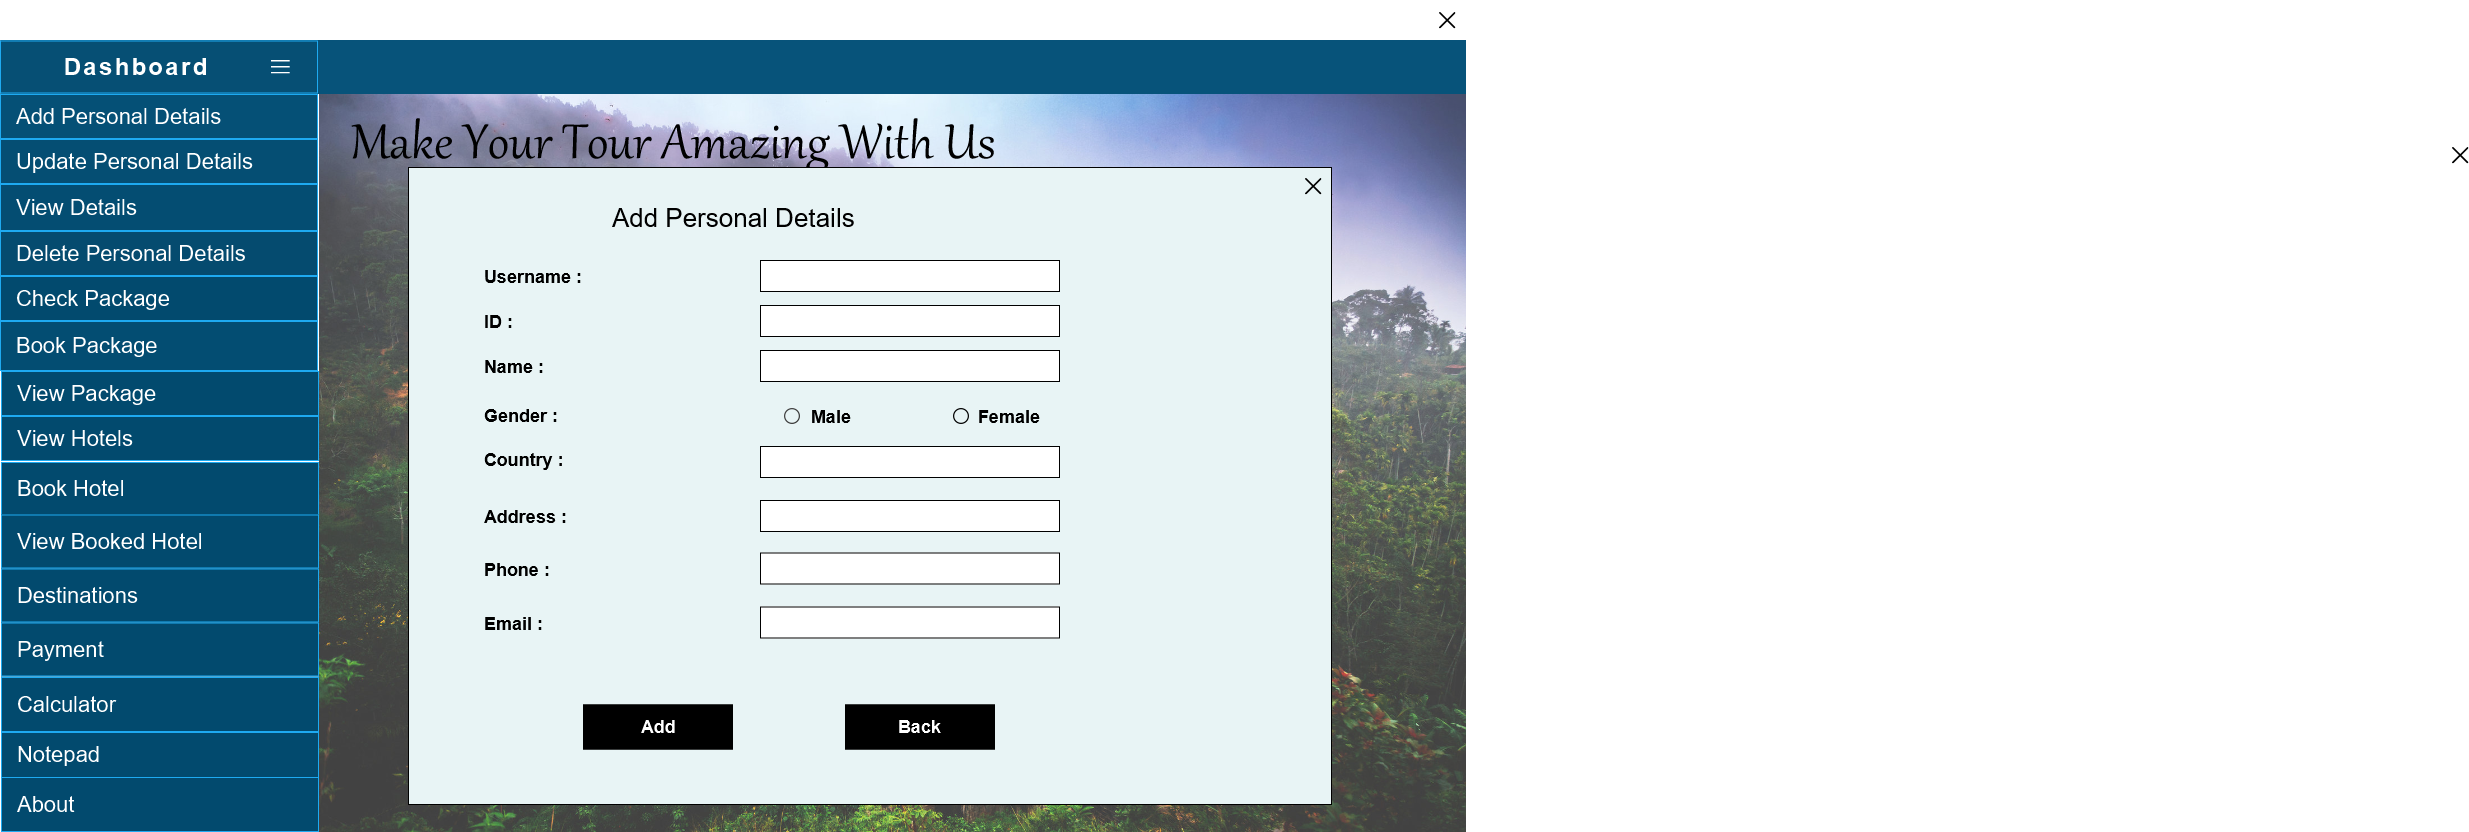 Dashboard
Add Personal Details
Update Personal Details
View Details
Delete Personal Details
Check Package
Book Package
View Package
View Hotels
Book Hotel
View Booked Hotel
Destinations
Payment
Calculator
Notepad
About
Make Your Tour Amazing With Us
Add Personal Details
Username :
ID :
Name :
Gender : Male Female
Country :
Address :
Phone :
Email :
Add Back